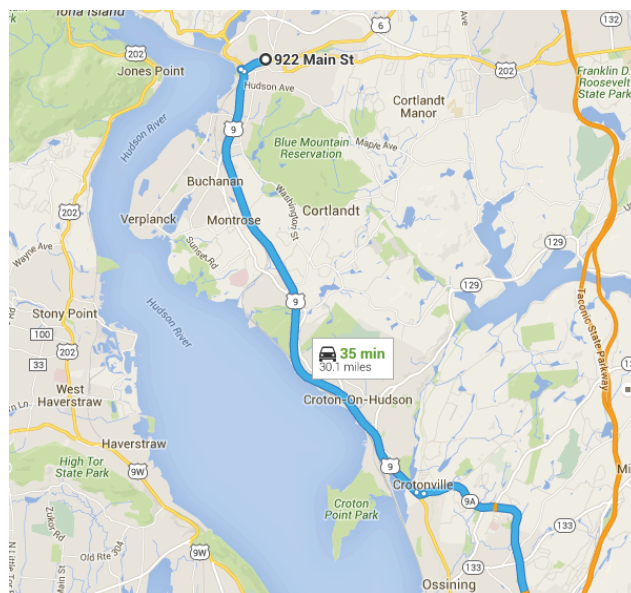 Iona Island
202
6
132
922 Main St
Jones Point
Hudson Ave
202
Franklin D.
Roosevelt
State Park
Cortlandt
Manor
Hudson River
9
Blue Mountain
Reservation
Maple Ave
Buchanan
Washington St
202
Verplanck
Montrose
Cortlandt
Wayne Ave
Sunset Rd
129
129
Hudson River
9
Taconic State Parkway
Stony Point
100
202
33
35 min
30.1 miles
West
Haverstraw
Croton-On-Hudson
Haverstraw
9W
High Tor
State Park
9
Crotonville
9A
Croton
Point Park
Zukor Rd
133
9W
Old Rte 304
Main St
133
Ossining